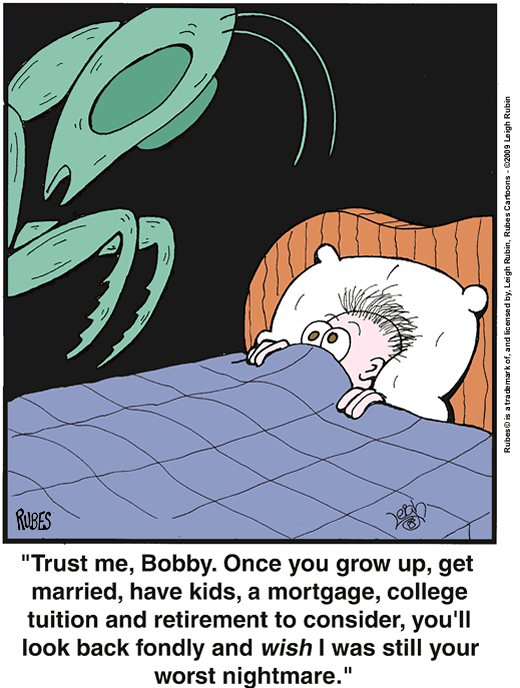 Rubes© is a trademark of, and licensed by, Leigh Rubin, Rubes Cartoons - ©2009 Leigh Rubin
RUBES
Leigh
"Trust me, Bobby. Once you grow up, get
married, have kids, a mortgage, college
tuition and retirement to consider, you'll
look back fondly and wish I was still your
worst nightmare."